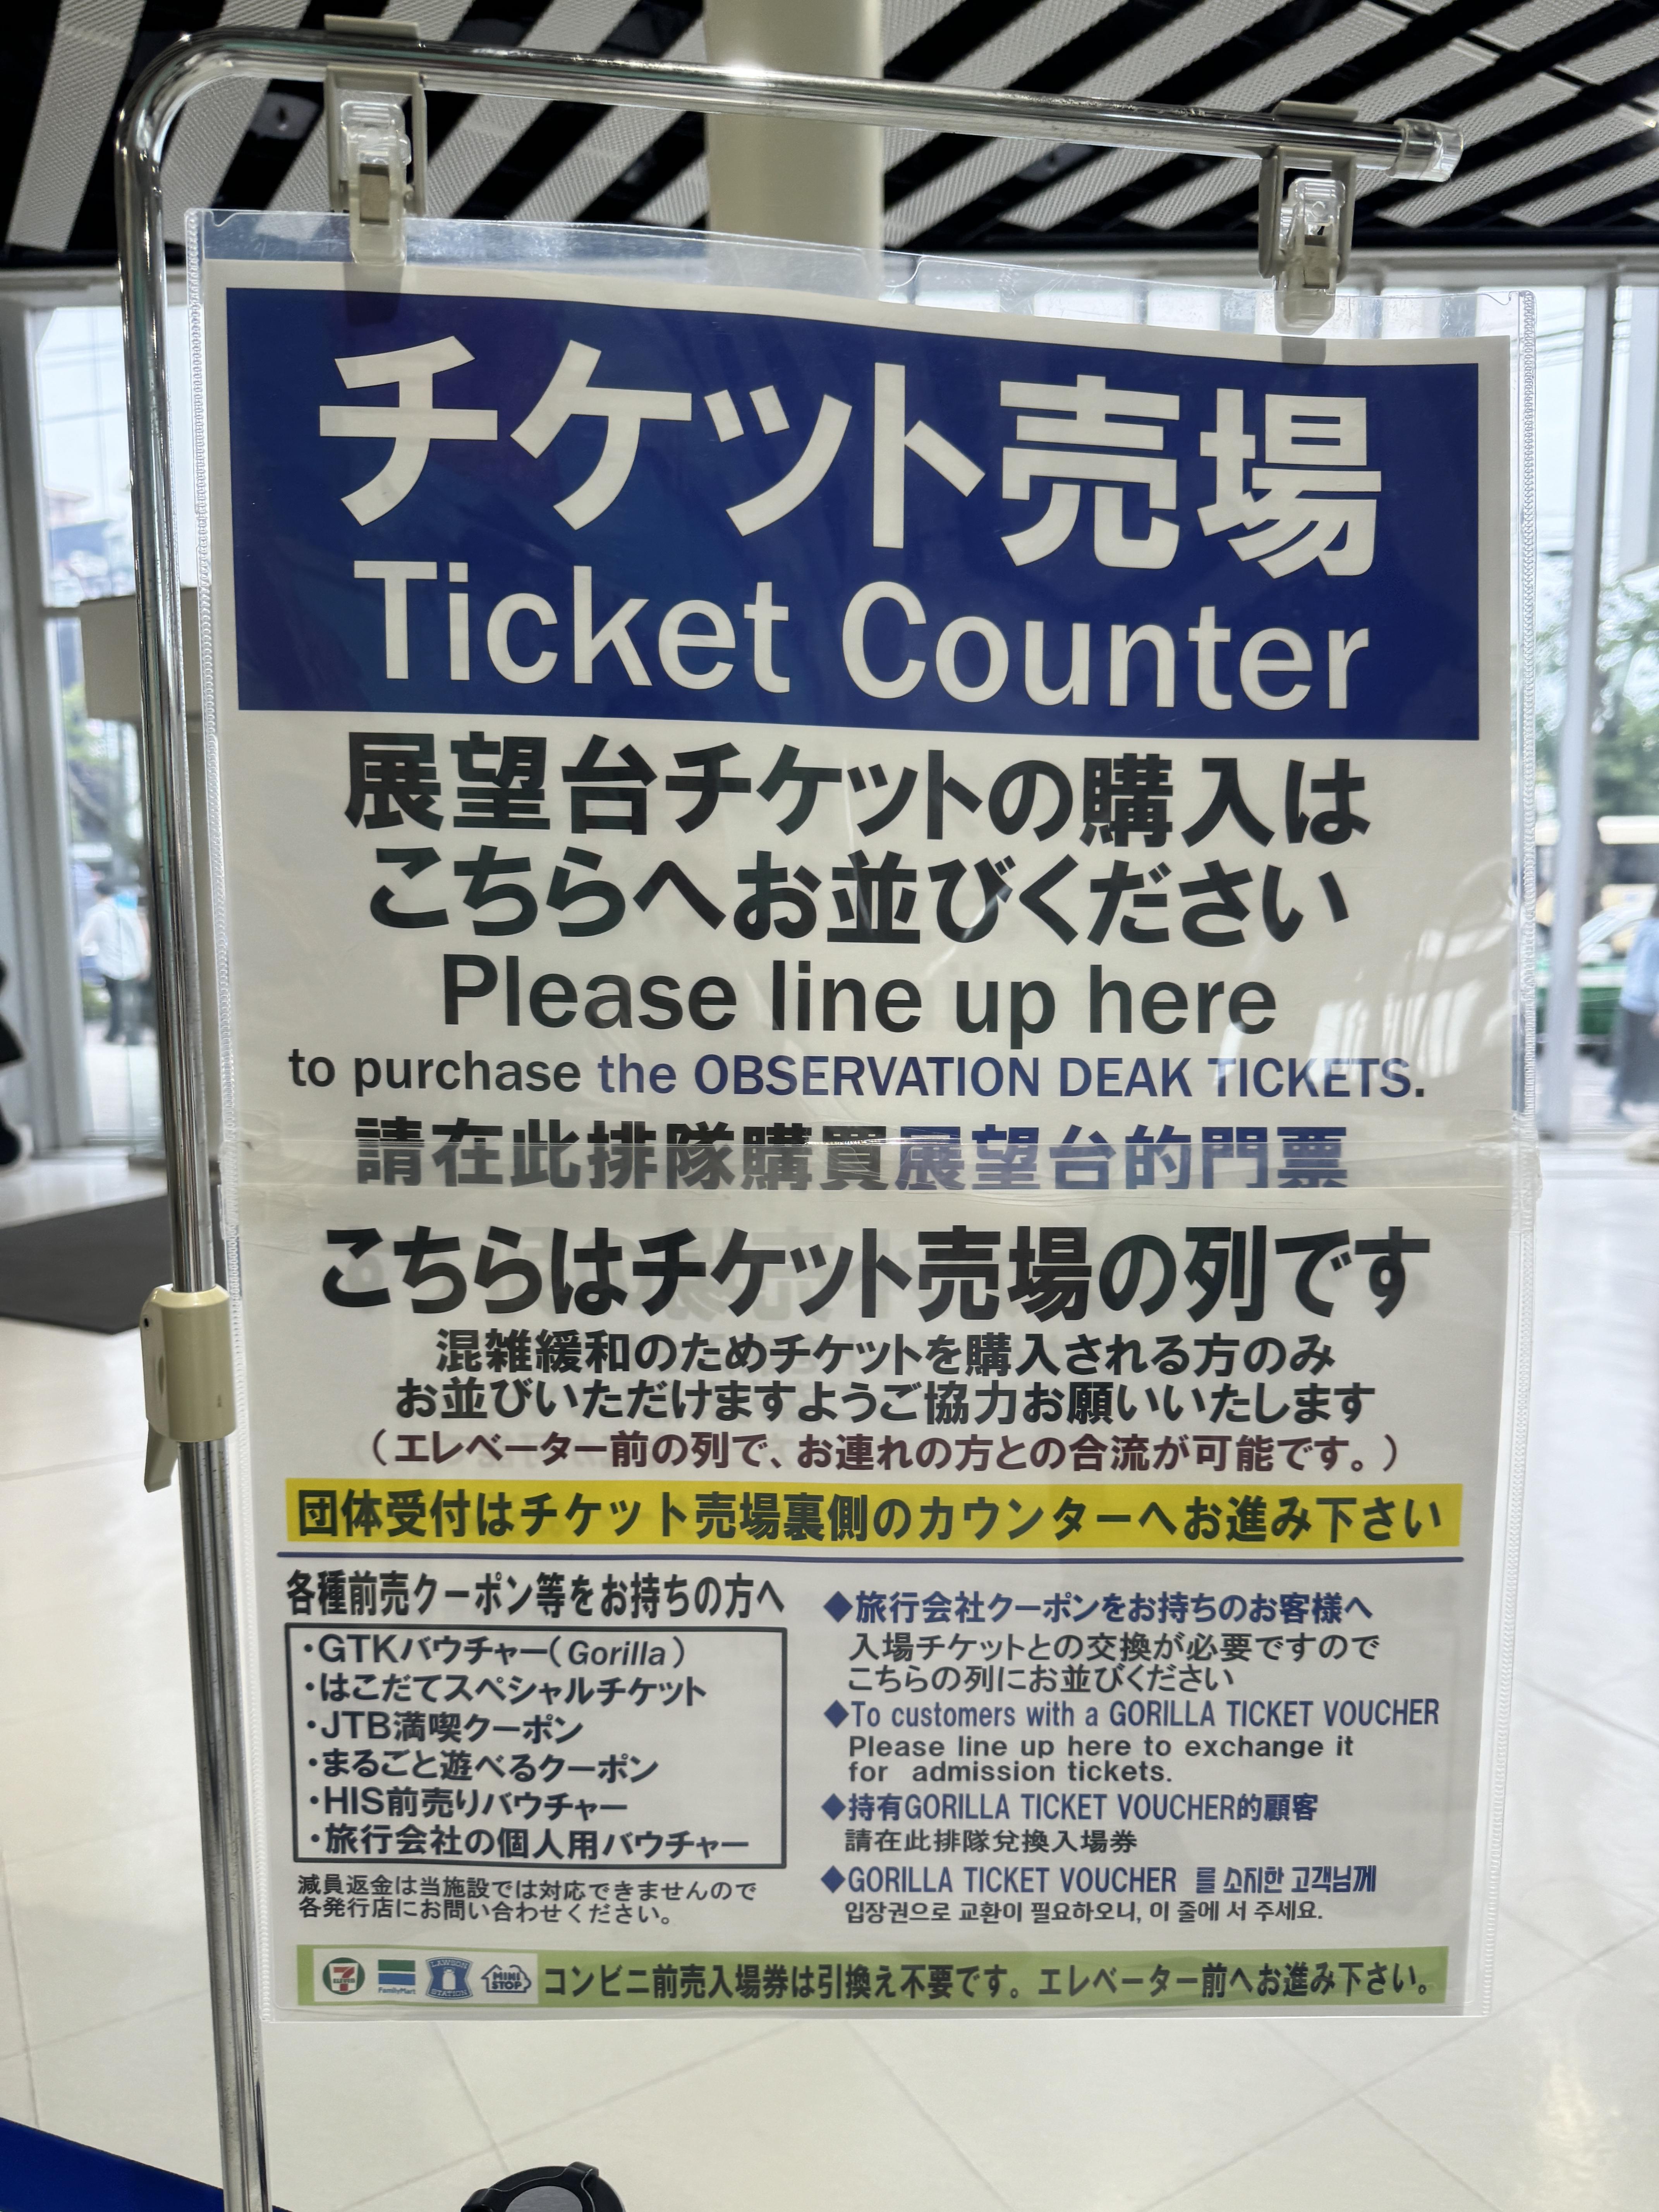 チケット売場
Ticket Counter
展望台チケットの購入は
こちらへお並びください
Please line up here
to purchase the OBSERVATION DEAK TICKETS.
請在此排隊購買展望台的門票
こちらはチケット売場の列です
混雑緩和のためチケットを購入される方のみ
お並びいただけますようご協力お願いいたします
（エレベーター前の列で、お連れの方との合流が可能です。）
団体受付はチケット売場裏側のカウンターへお進み下さい
各種前売クーポン等をお持ちの方へ
・GTKバウチャー(Gorilla)
・はこだてスペシャルチケット
・JTB満喫クーポン
・まるごと遊べるクーポン
・HIS前売りバウチャー
・旅行会社の個人用バウチャー
減員返金は当施設では対応できませんので
各発行店にお問い合わせください。
◆旅行会社クーポンをお持ちのお客様へ
入場チケットとの交換が必要ですので
こちらの列にお並びください
◆To customers with a GORILLA TICKET VOUCHER
Please line up here to exchange it
for admission tickets.
◆持有GORILLA TICKET VOUCHER的顧客
請在此排隊兌換入場券
◆GORILLA TICKET VOUCHER 를 소지한 고객님께
입장권으로 교환이 필요하오니, 이 줄에 서 주세요.
7 ELEVEN FamilyMart LAWSON STATION MINI STOP コンビニ前売入場券は引換え不要です。エレベーター前へお進み下さい。